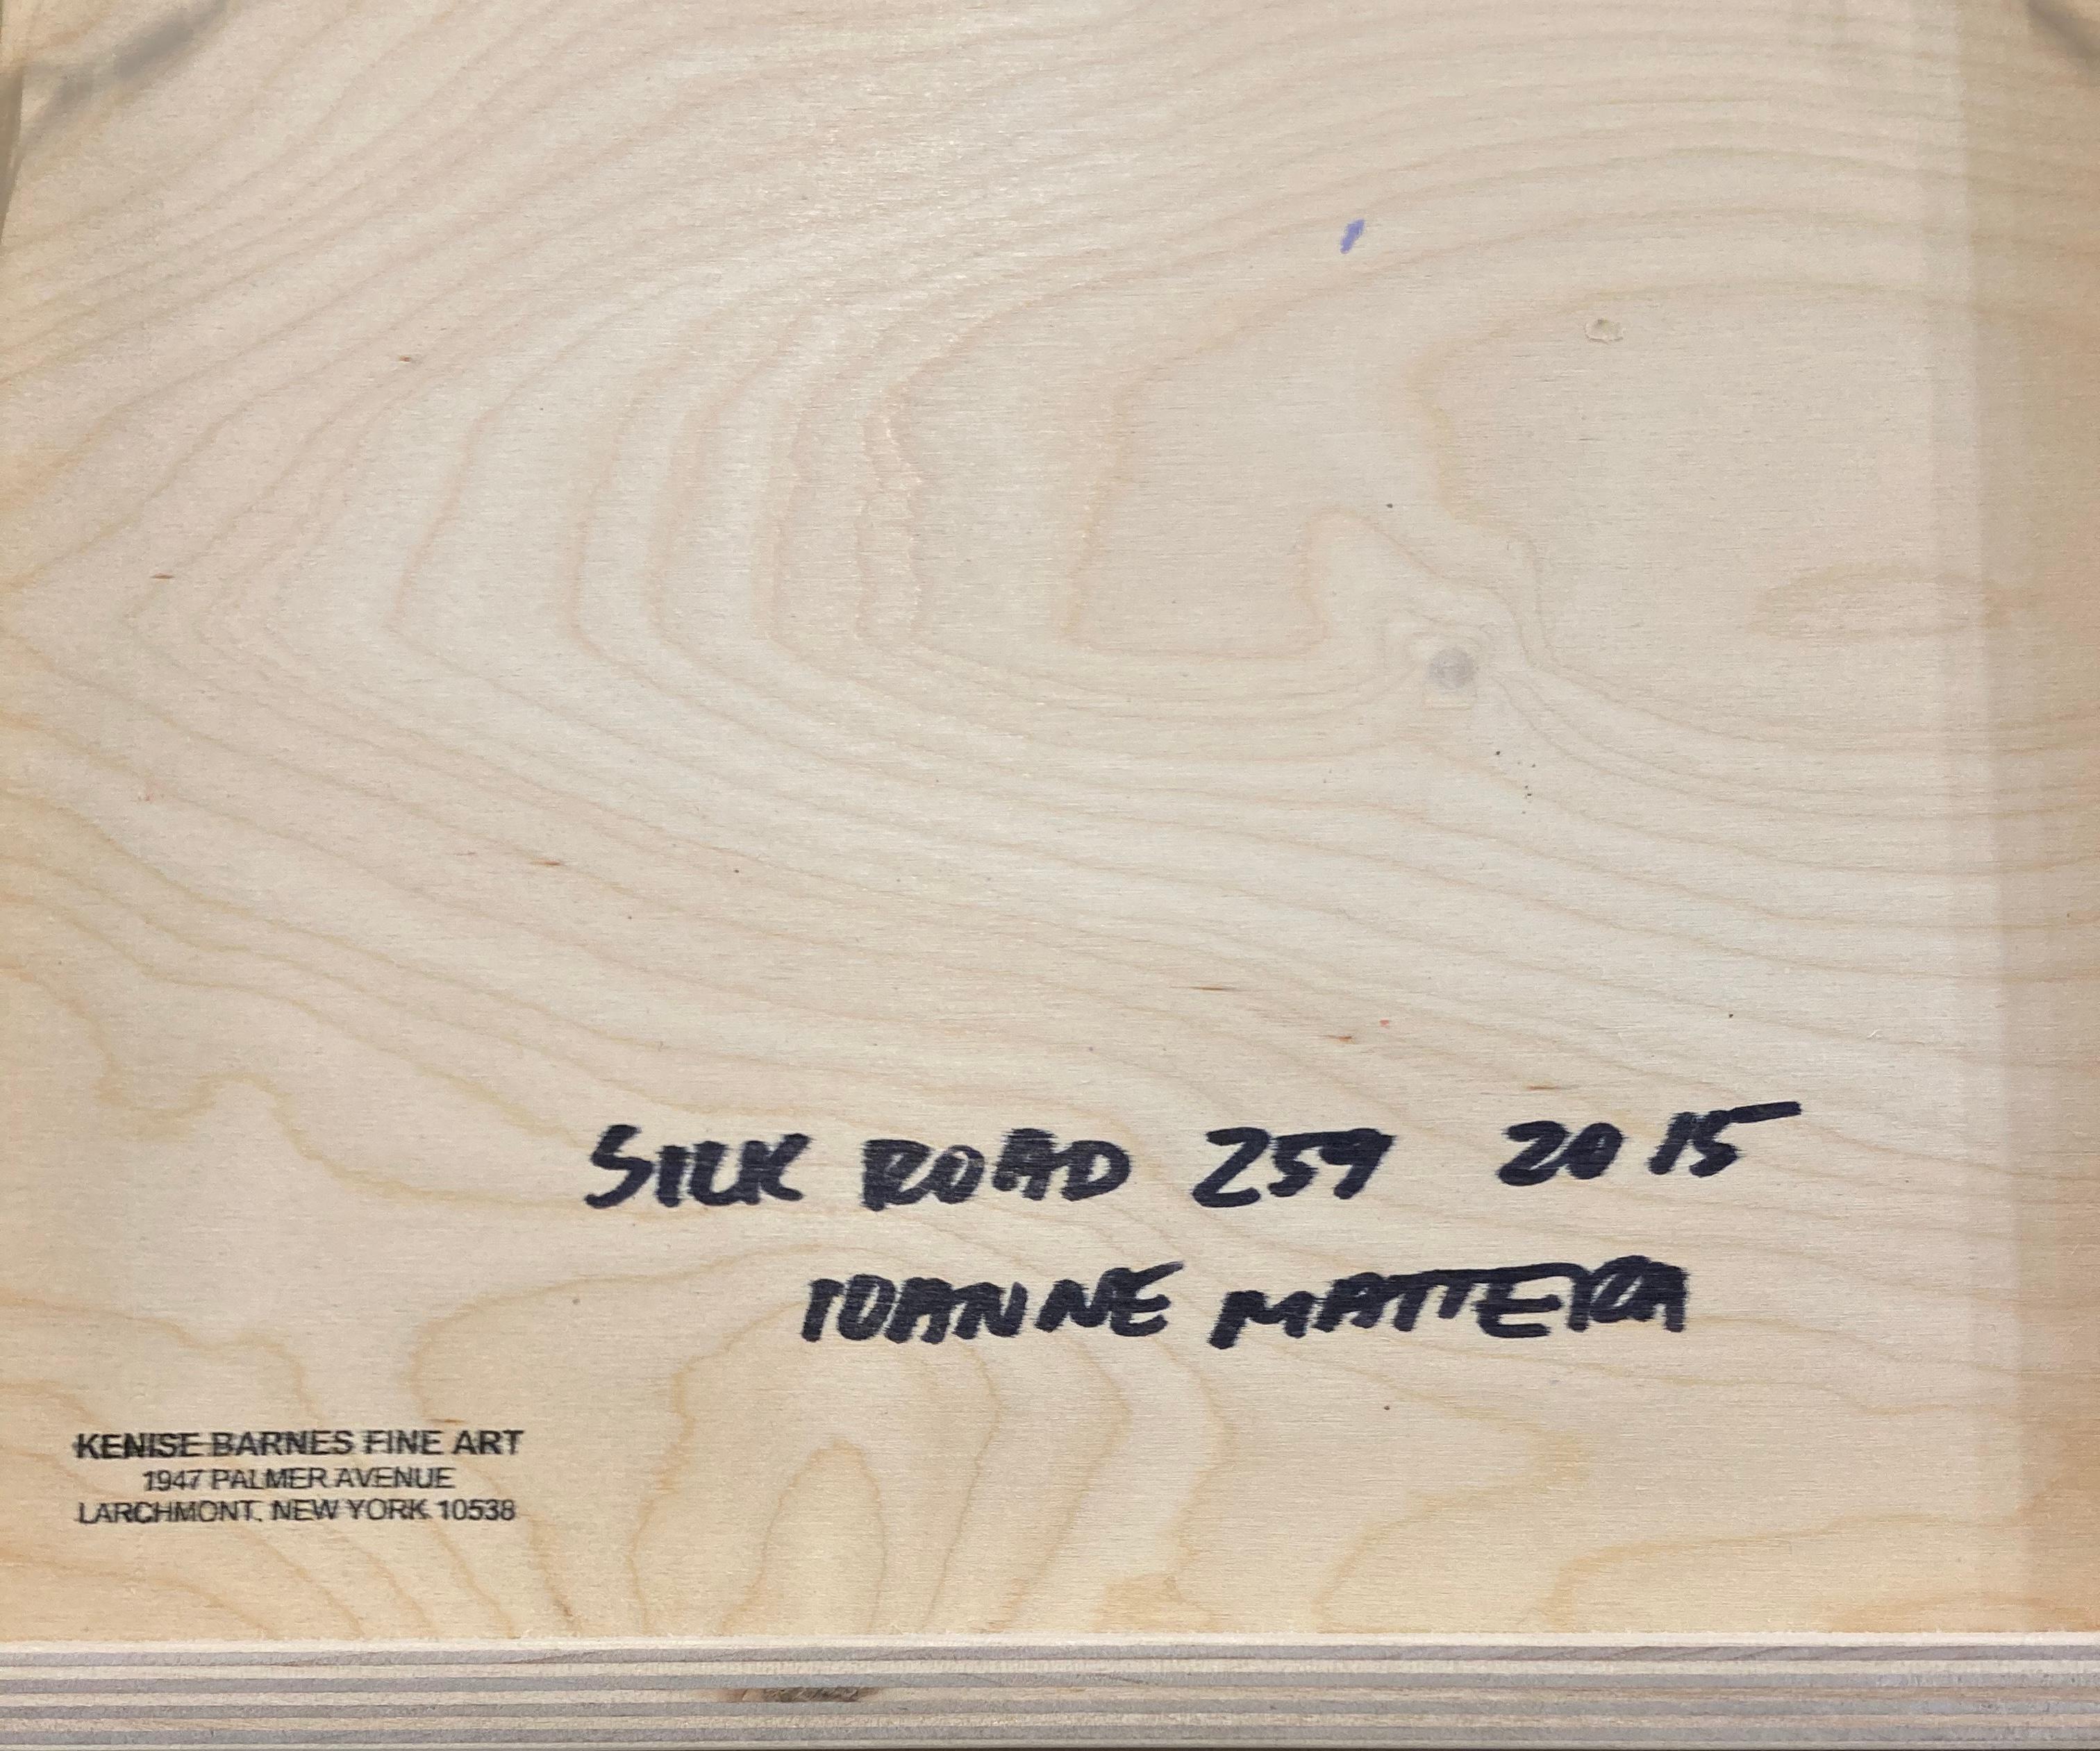 SILK ROAD 259 2015
JOANNE MATTERA
KENISE BARNES FINE ART
1947 PALMER AVENUE
LARCHMONT, NEW YORK 10538